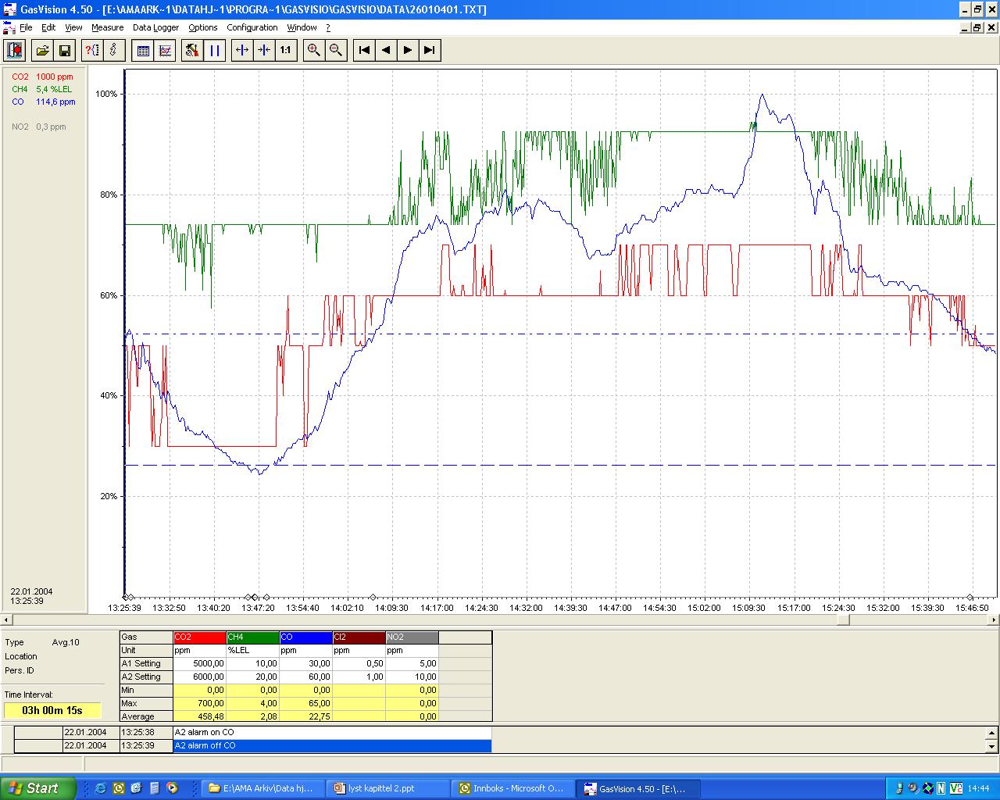 GasVision 4.50 - [E:\AMAARK~1\DATAHJ~1\PROGRA~1\GASVISIO\GASVISIO\DATA\26010401.TXT]
File Edit View Measure Data Logger Options Configuration Window ?
1:1
CO2 1000 ppm
CH4 5,4 %LEL
CO 114,6 ppm
NO2 0,3 ppm
100%
80%
60%
40%
20%
22.01.2004
13:25:39
13:25:39 13:32:50 13:40:20 13:47:20 13:54:40 14:02:10 14:09:30 14:17:00 14:24:30 14:32:00 14:39:30 14:47:00 14:54:30 15:02:00 15:09:30 15:17:00 15:24:30 15:32:00 15:39:30 15:46:50
Type Avg.10
Location
Pers. ID
Time Interval:
03h 00m 15s
Gas CO2 CH4 CO Cl2 NO2
Unit ppm %LEL ppm ppm ppm
A1 Setting 5000,00 10,00 30,00 0,50 5,00
A2 Setting 6000,00 20,00 60,00 1,00 10,00
Min 0,00 0,00 0,00 0,00
Max 700,00 4,00 65,00 0,00
Average 458,48 2,08 22,75 0,00
22.01.2004 13:25:38 A2 alarm on CO
22.01.2004 13:25:39 A2 alarm off CO
Start E:\AMA Arkiv\Data hj... lyst kapittel 2.ppt Innboks - Microsoft O... GasVision 4.50 - [E:\... 14:44